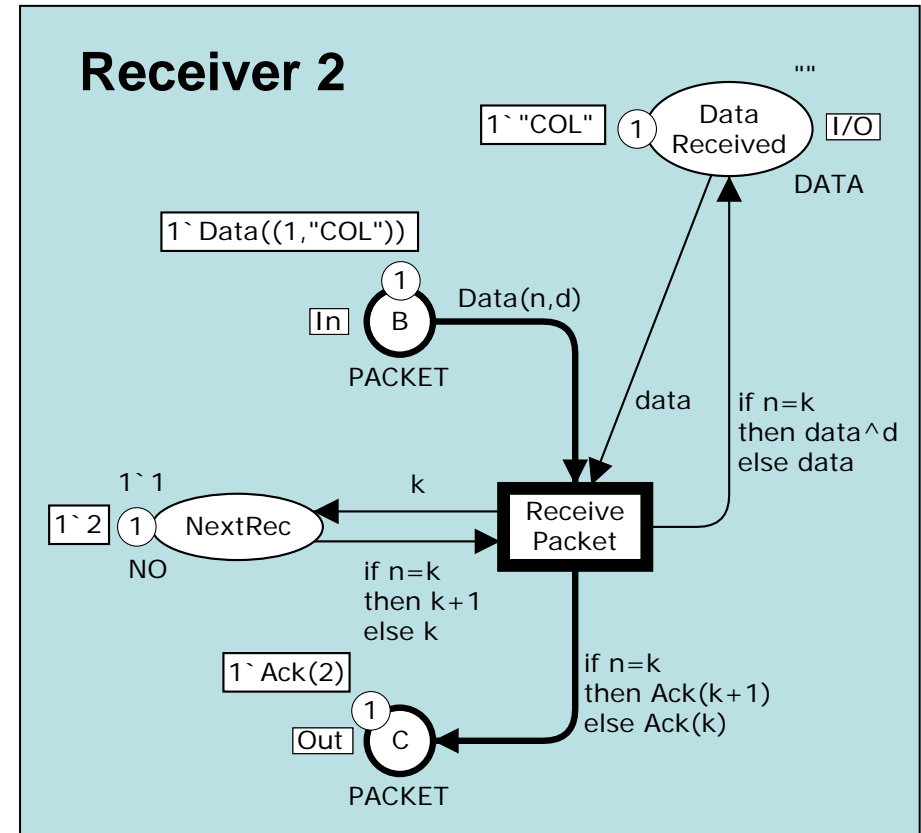 Receiver 2
""
1`"COL"
1
Data
Received
I/O
DATA
1`Data((1,"COL"))
1
In
B
Data(n,d)
PACKET
data
if n=k
then data^d
else data
1`1
1`2
1
NextRec
NO
k
Receive
Packet
if n=k
then k+1
else k
1`Ack(2)
1
Out
C
PACKET
if n=k
then Ack(k+1)
else Ack(k)